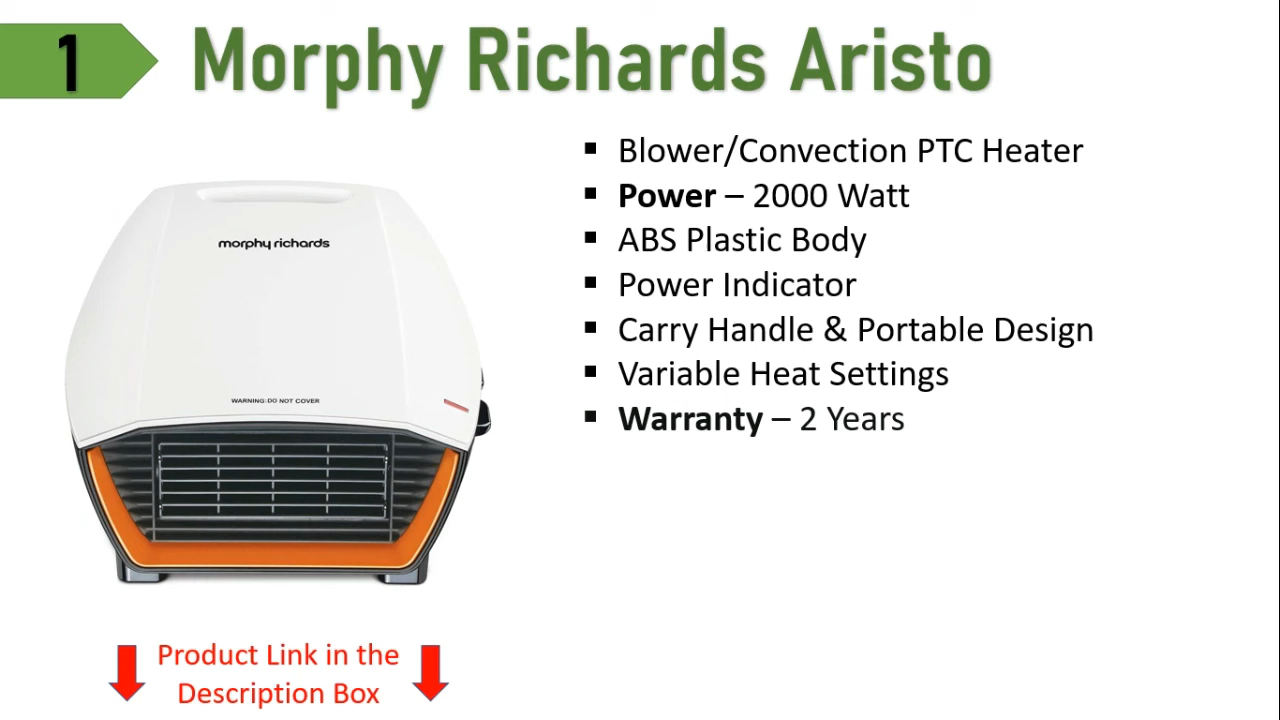 1
Morphy Richards Aristo
▪ Blower/Convection PTC Heater
▪ Power – 2000 Watt
▪ ABS Plastic Body
▪ Power Indicator
▪ Carry Handle & Portable Design
▪ Variable Heat Settings
▪ Warranty – 2 Years
morphy richards
WARNING: DO NOT COVER
Product Link in the
Description Box